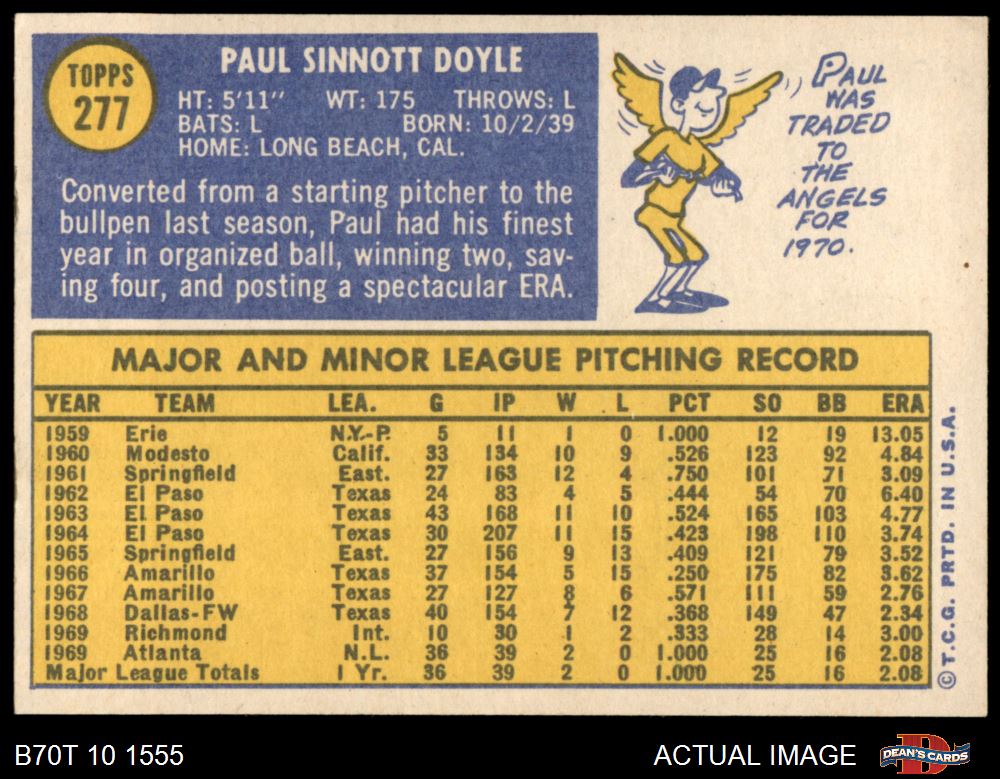 TOPPS
277
PAUL SINNOTT DOYLE
HT: 5'11" WT: 175 THROWS: L
BATS: L BORN: 10/2/39
HOME: LONG BEACH, CAL.
Converted from a starting pitcher to the
bullpen last season, Paul had his finest
year in organized ball, winning two, sav-
ing four, and posting a spectacular ERA.
PAUL
WAS
TRADED
TO
THE
ANGELS
FOR
1970.
MAJOR AND MINOR LEAGUE PITCHING RECORD
YEAR TEAM LEA. G IP W L PCT SO BB ERA
1959 Erie N.Y.-P. 5 11 1 0 1.000 12 19 13.05
1960 Modesto Calif. 33 134 10 9 .526 123 92 4.84
1961 Springfield East. 27 163 12 4 .750 101 71 3.09
1962 El Paso Texas 24 83 4 5 .444 54 70 6.40
1963 El Paso Texas 43 168 11 10 .524 165 103 4.77
1964 El Paso Texas 30 207 11 15 .423 198 110 3.74
1965 Springfield East. 27 156 9 13 .409 121 79 3.52
1966 Amarillo Texas 37 154 5 15 .250 175 82 3.62
1967 Amarillo Texas 27 127 8 6 .571 111 59 2.76
1968 Dallas-FW Texas 40 154 7 12 .368 149 47 2.34
1969 Richmond Int. 10 30 1 2 .333 28 14 3.00
1969 Atlanta N.L. 36 39 2 0 1.000 25 16 2.08
Major League Totals 1 Yr. 36 39 2 0 1.000 25 16 2.08
©T.C.G. PRTD. IN U.S.A.
B70T 10 1555
ACTUAL IMAGE
DEAN'S CARDS